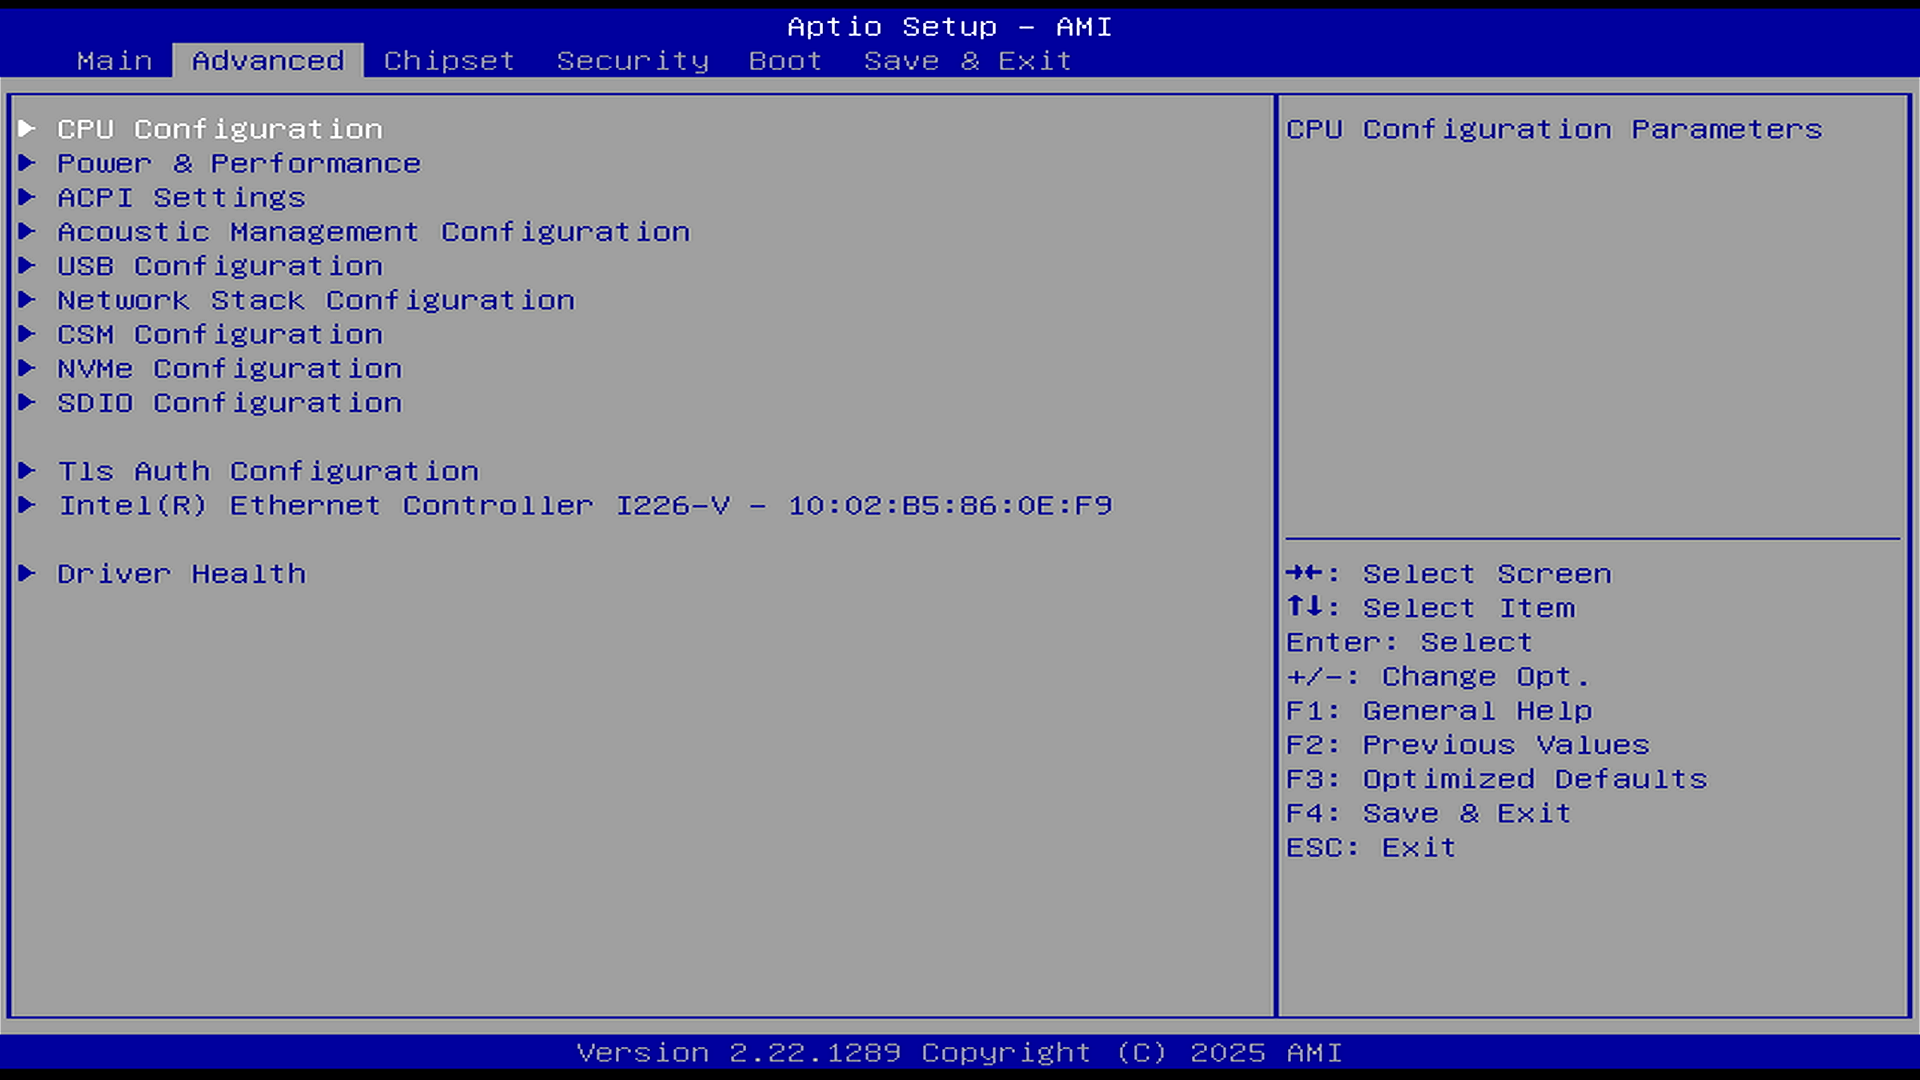 Aptio Setup - AMI
Main Advanced Chipset Security Boot Save & Exit
▶ CPU Configuration
▶ Power & Performance
▶ ACPI Settings
▶ Acoustic Management Configuration
▶ USB Configuration
▶ Network Stack Configuration
▶ CSM Configuration
▶ NVMe Configuration
▶ SDIO Configuration
▶ Tls Auth Configuration
▶ Intel(R) Ethernet Controller I226-V - 10:02:B5:86:0E:F9
▶ Driver Health
CPU Configuration Parameters
→←: Select Screen
↑↓: Select Item
Enter: Select
+/-: Change Opt.
F1: General Help
F2: Previous Values
F3: Optimized Defaults
F4: Save & Exit
ESC: Exit
Version 2.22.1289 Copyright (C) 2025 AMI